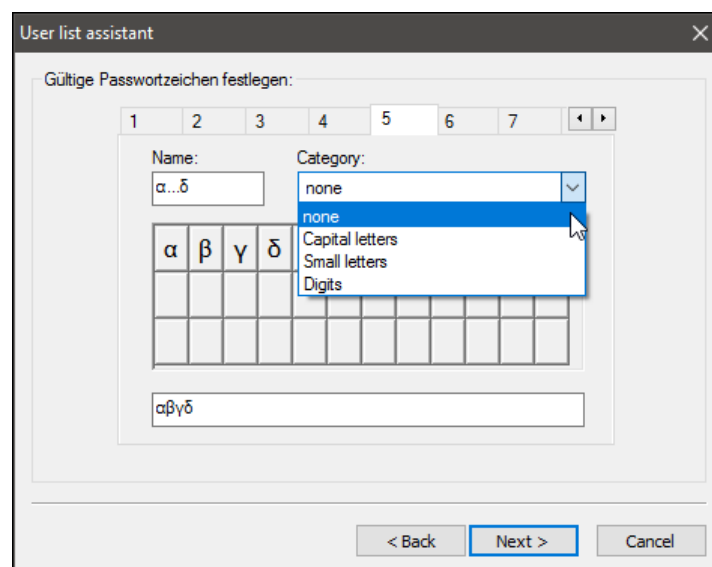 User list assistant
Gültige Passwortzeichen festlegen:
1 2 3 4 5 6 7
Name: Category:
α...δ none
none
Capital letters
Small letters
Digits
α β γ δ
αβγδ
< Back Next > Cancel